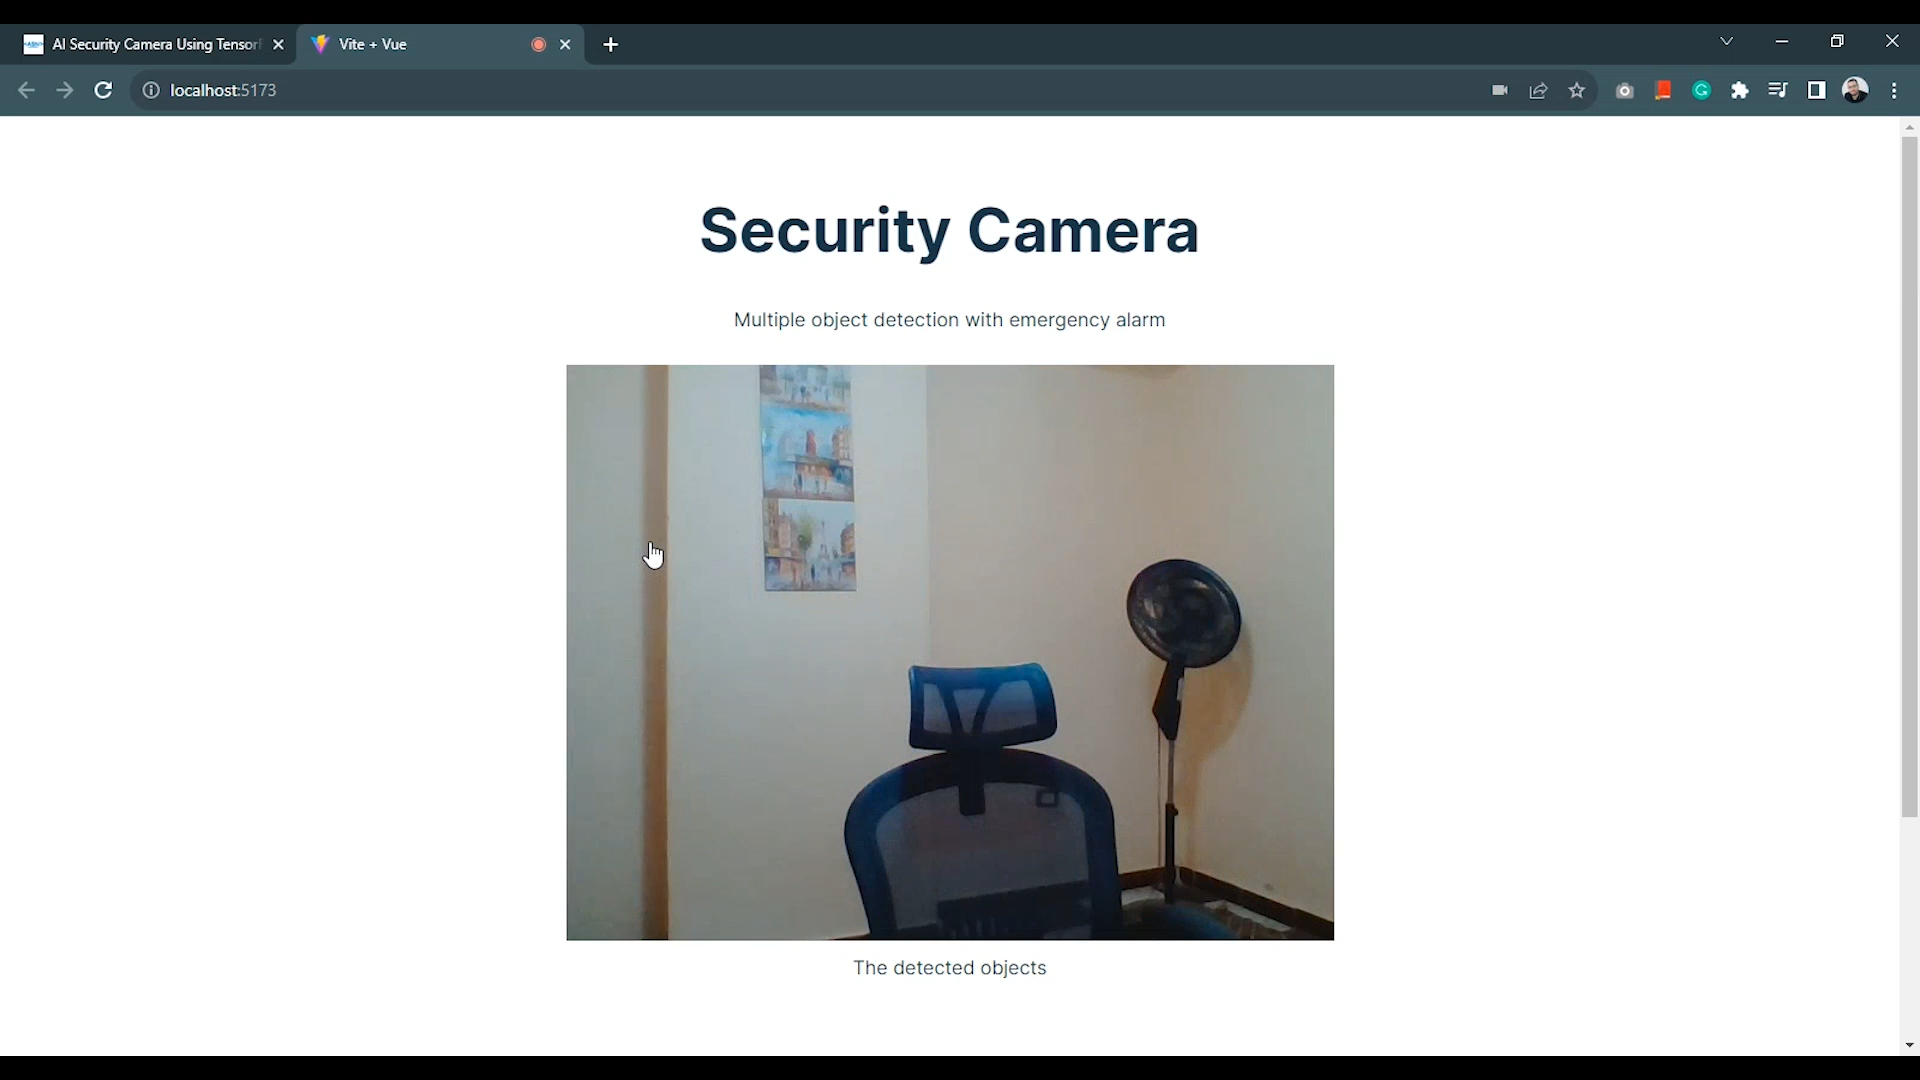 AI Security Camera Using Tensorf
Vite + Vue
localhost:5173
Security Camera
Multiple object detection with emergency alarm
The detected objects